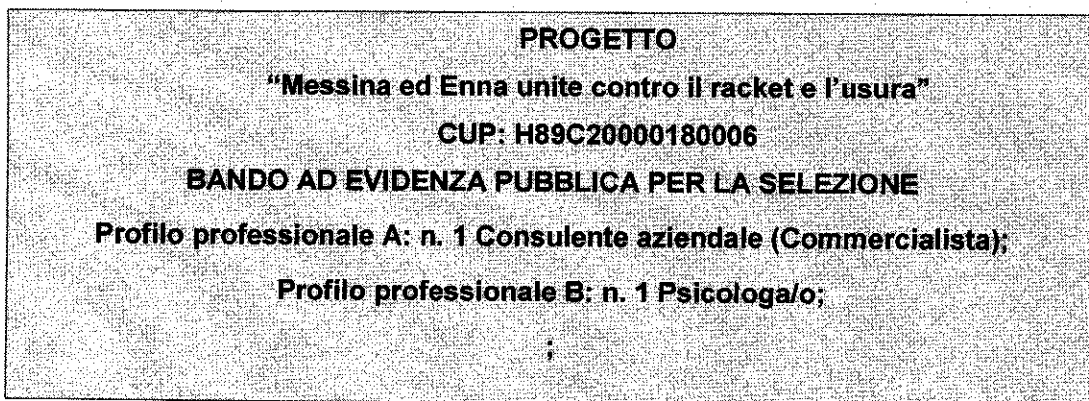 PROGETTO
“Messina ed Enna unite contro il racket e l’usura”
CUP: H89C20000180006
BANDO AD EVIDENZA PUBBLICA PER LA SELEZIONE
Profilo professionale A: n. 1 Consulente aziendale (Commercialista);
Profilo professionale B: n. 1 Psicologa/o;
;